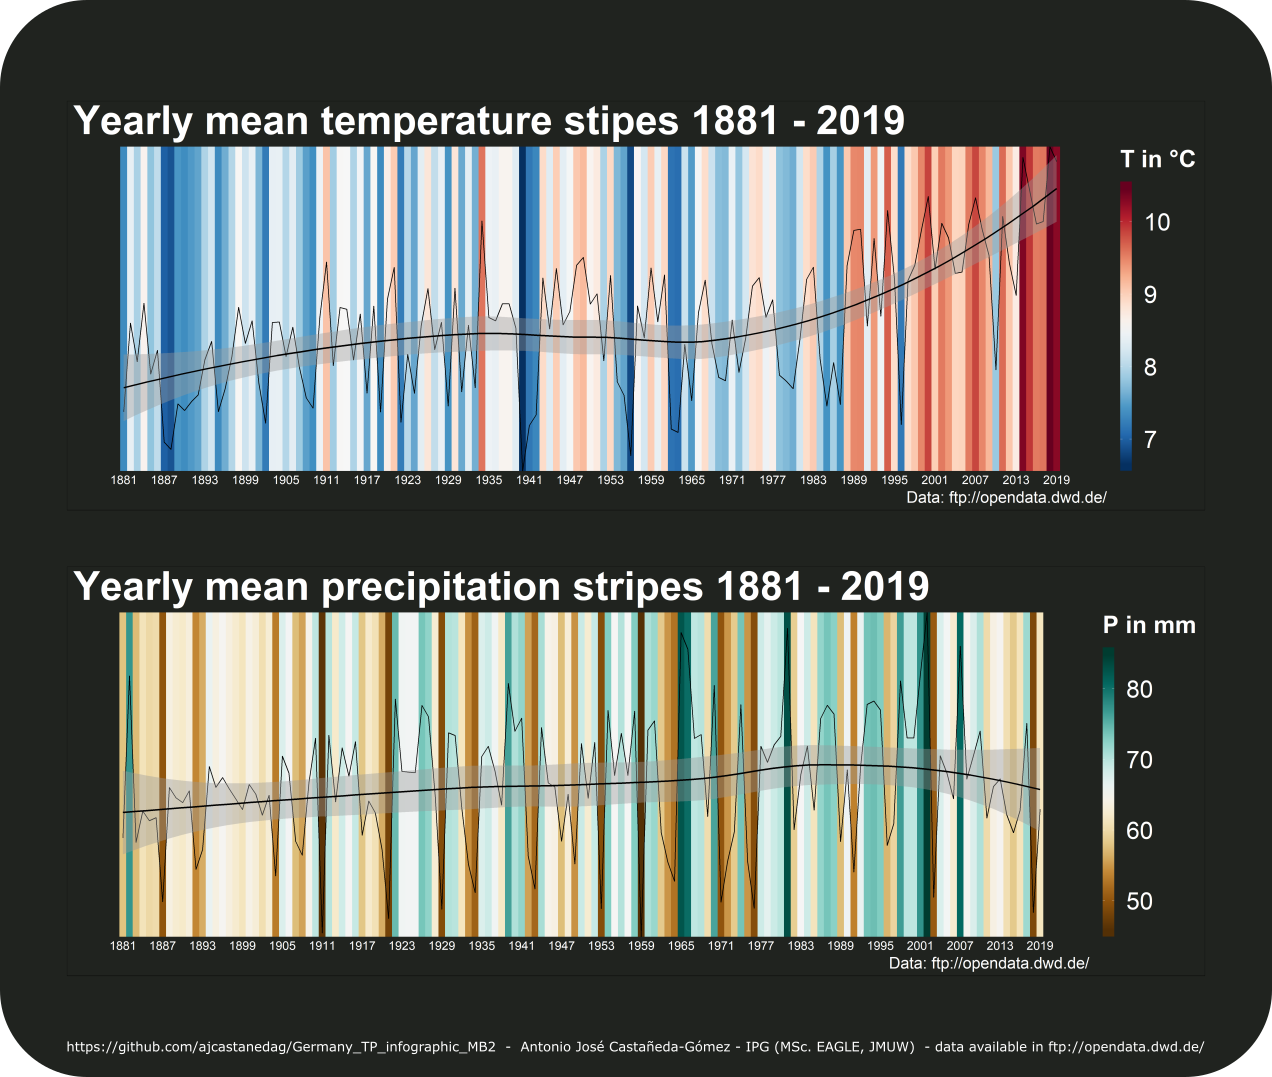 Yearly mean temperature stipes 1881 - 2019
T in °C
10
9
8
7
1881 1887 1893 1899 1905 1911 1917 1923 1929 1935 1941 1947 1953 1959 1965 1971 1977 1983 1989 1995 2001 2007 2013 2019
Data: ftp://opendata.dwd.de/
Yearly mean precipitation stripes 1881 - 2019
P in mm
80
70
60
50
1881 1887 1893 1899 1905 1911 1917 1923 1929 1935 1941 1947 1953 1959 1965 1971 1977 1983 1989 1995 2001 2007 2013 2019
Data: ftp://opendata.dwd.de/
https://github.com/ajcastanedag/Germany_TP_infographic_MB2 - Antonio José Castañeda-Gómez - IPG (MSc. EAGLE, JMUW) - data available in ftp://opendata.dwd.de/